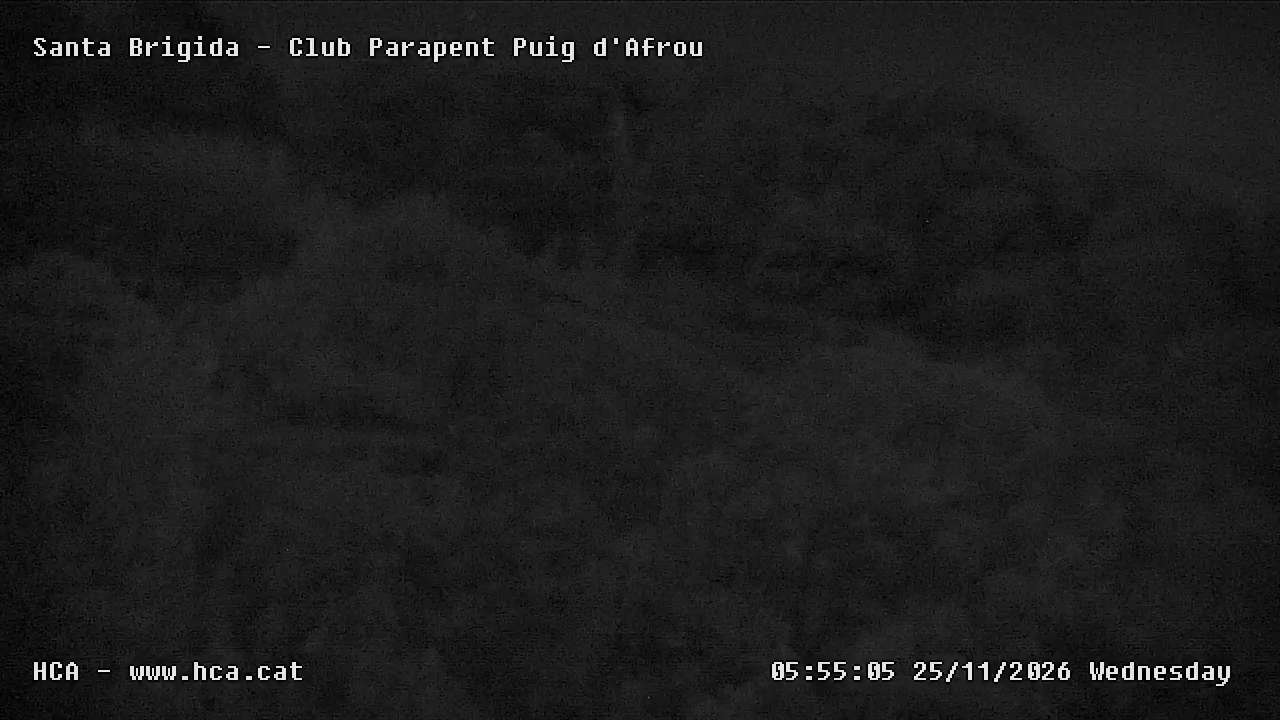 Santa Brigida - Club Parapent Puig d'Afrou
HCA - www.hca.cat
05:55:05 25/11/2026 Wednesday